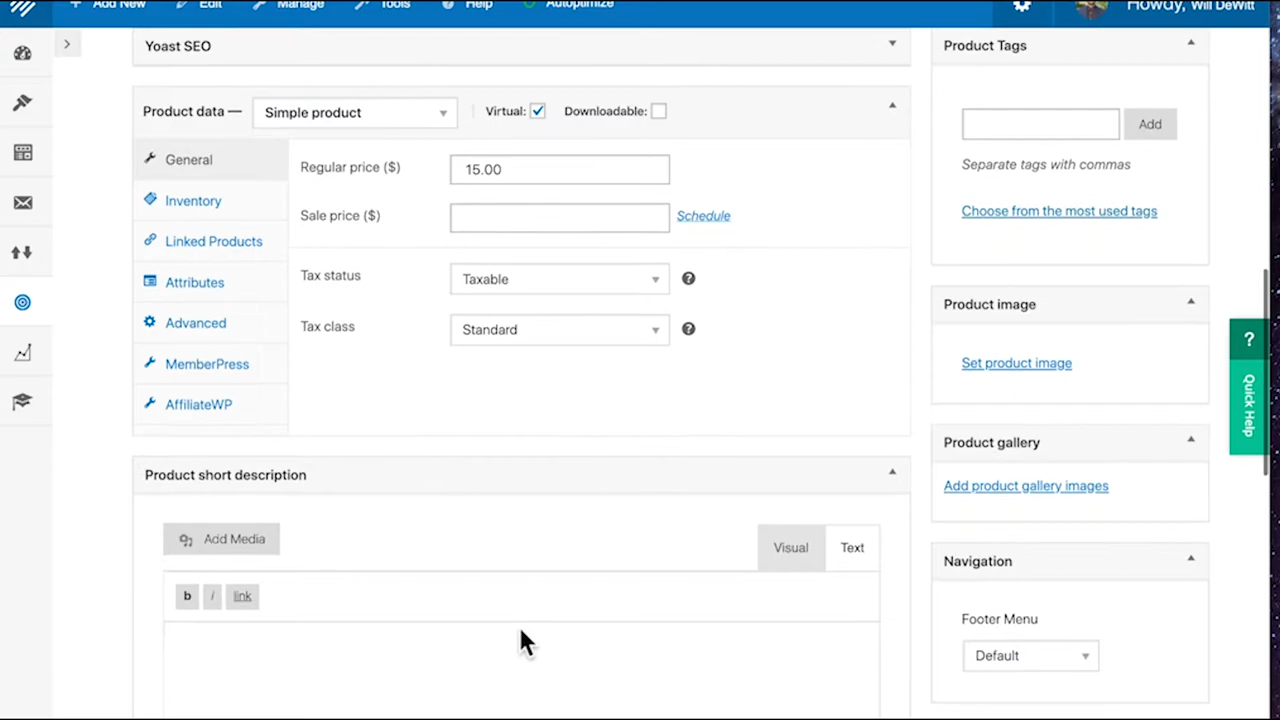 Add New
Edit
Manage
Tools
Help
Autoptimize
Howdy, Will DeWitt
Yoast SEO
Product data —
Simple product
Virtual:
Downloadable:
General
Inventory
Linked Products
Attributes
Advanced
MemberPress
AffiliateWP
Regular price ($)
15.00
Sale price ($)
Schedule
Tax status
Taxable
?
Tax class
Standard
?
Product short description
Add Media
Visual
Text
b
i
link
Product Tags
Add
Separate tags with commas
Choose from the most used tags
Product image
Set product image
Product gallery
Add product gallery images
Navigation
Footer Menu
Default
?
Quick Help